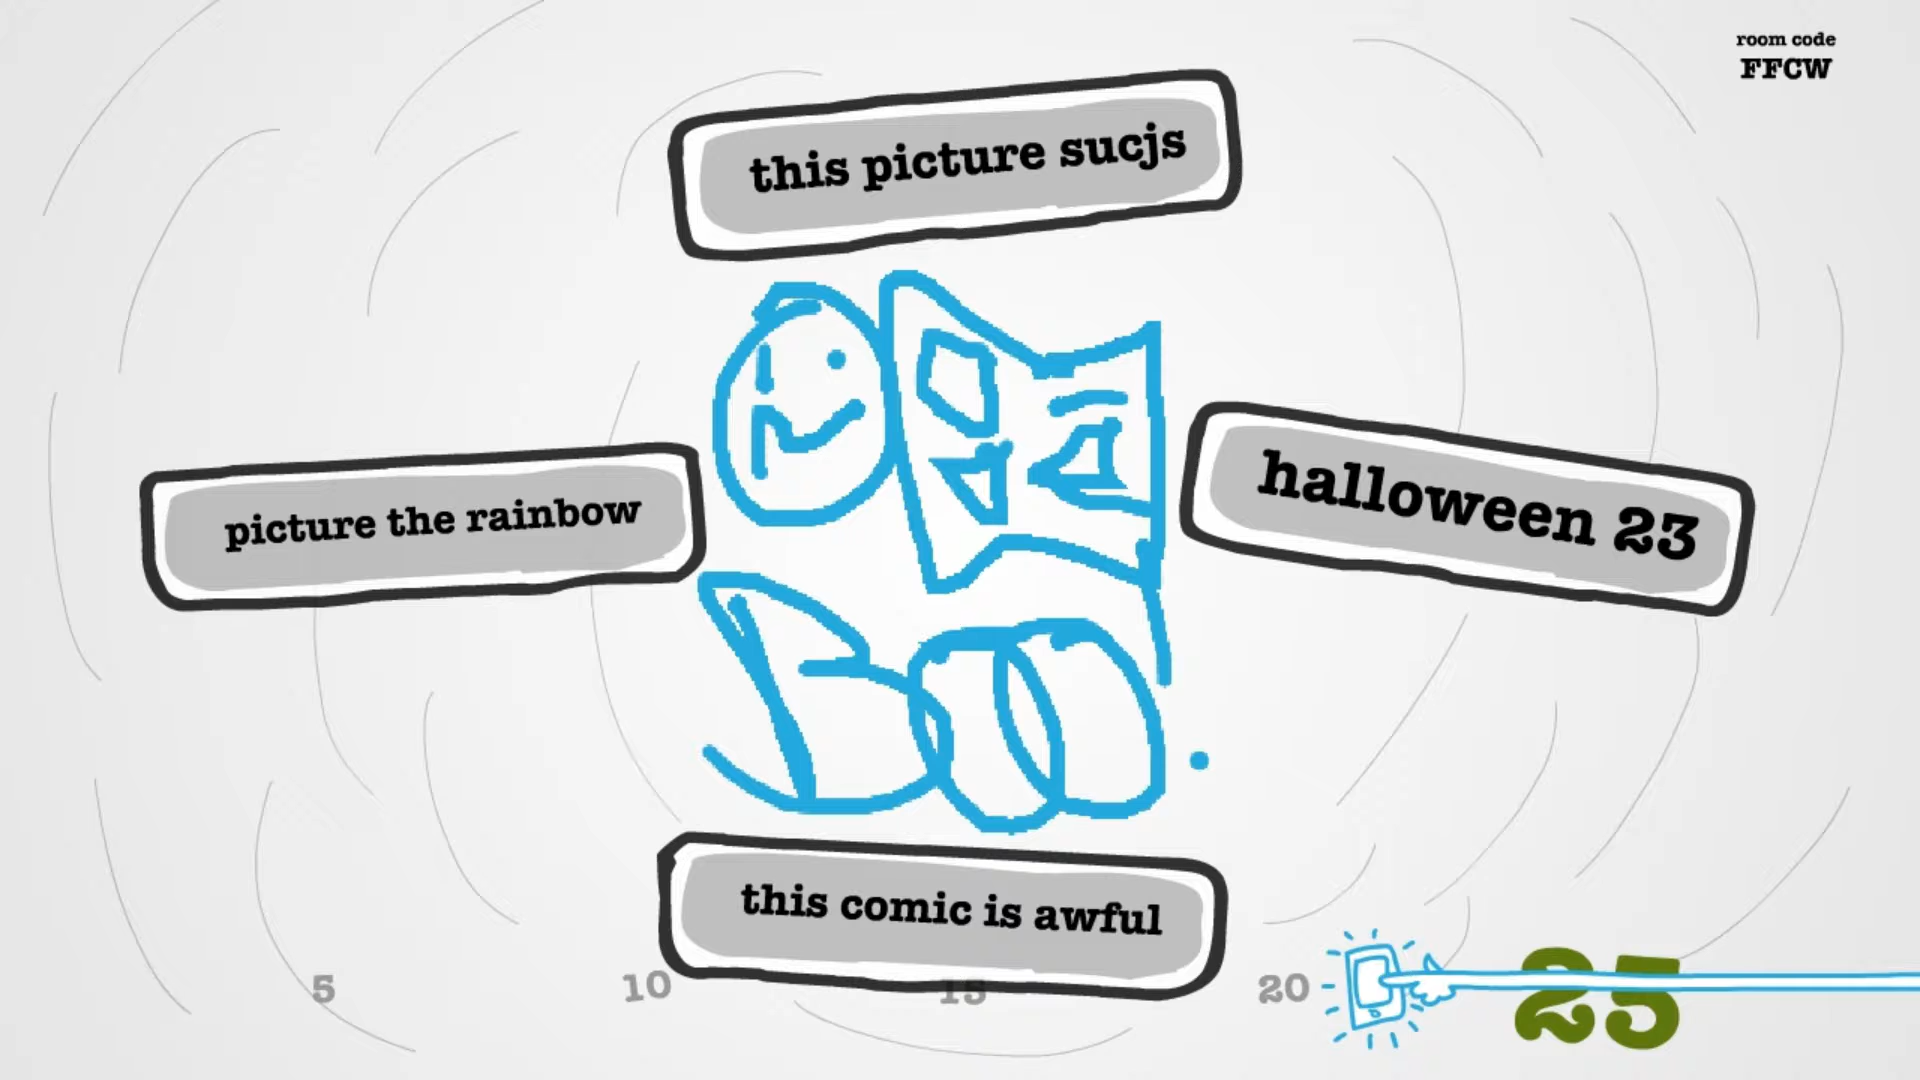 room code
FFCW
this picture sucjs
picture the rainbow
halloween 23
this comic is awful
5
10
15
20
25